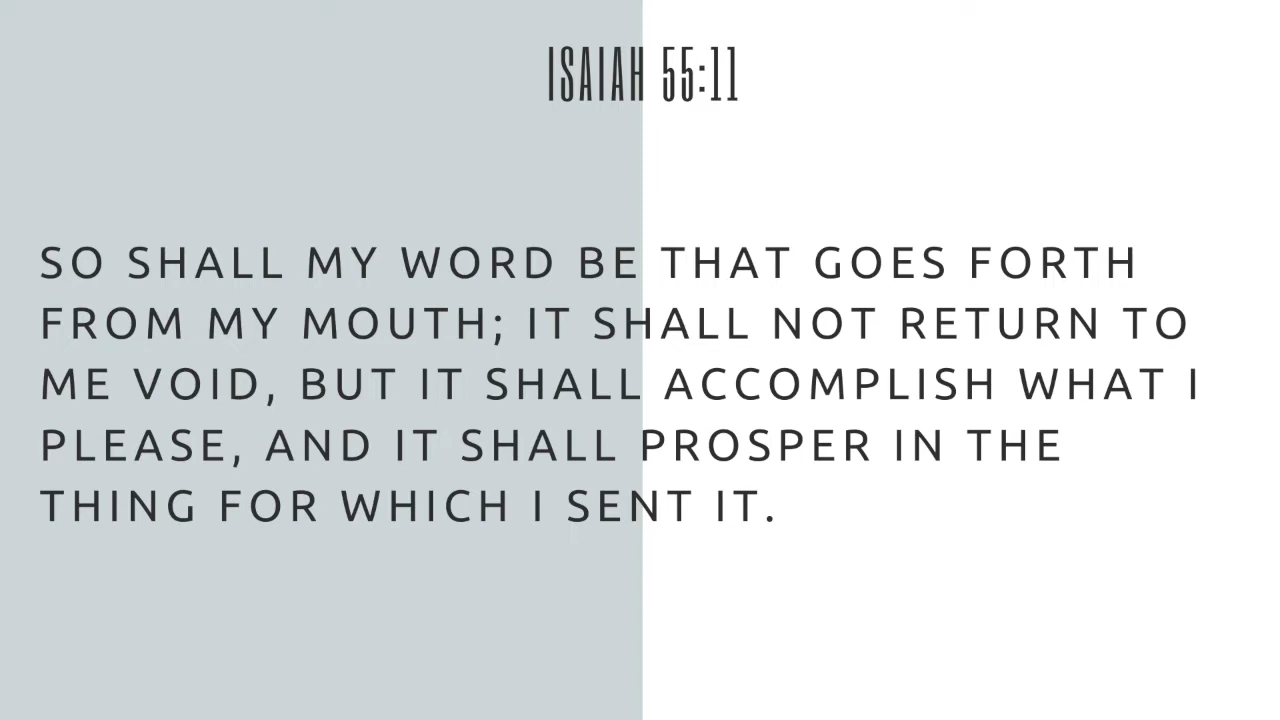 ISAIAH 55:11
SO SHALL MY WORD BE THAT GOES FORTH
FROM MY MOUTH; IT SHALL NOT RETURN TO
ME VOID, BUT IT SHALL ACCOMPLISH WHAT I
PLEASE, AND IT SHALL PROSPER IN THE
THING FOR WHICH I SENT IT.